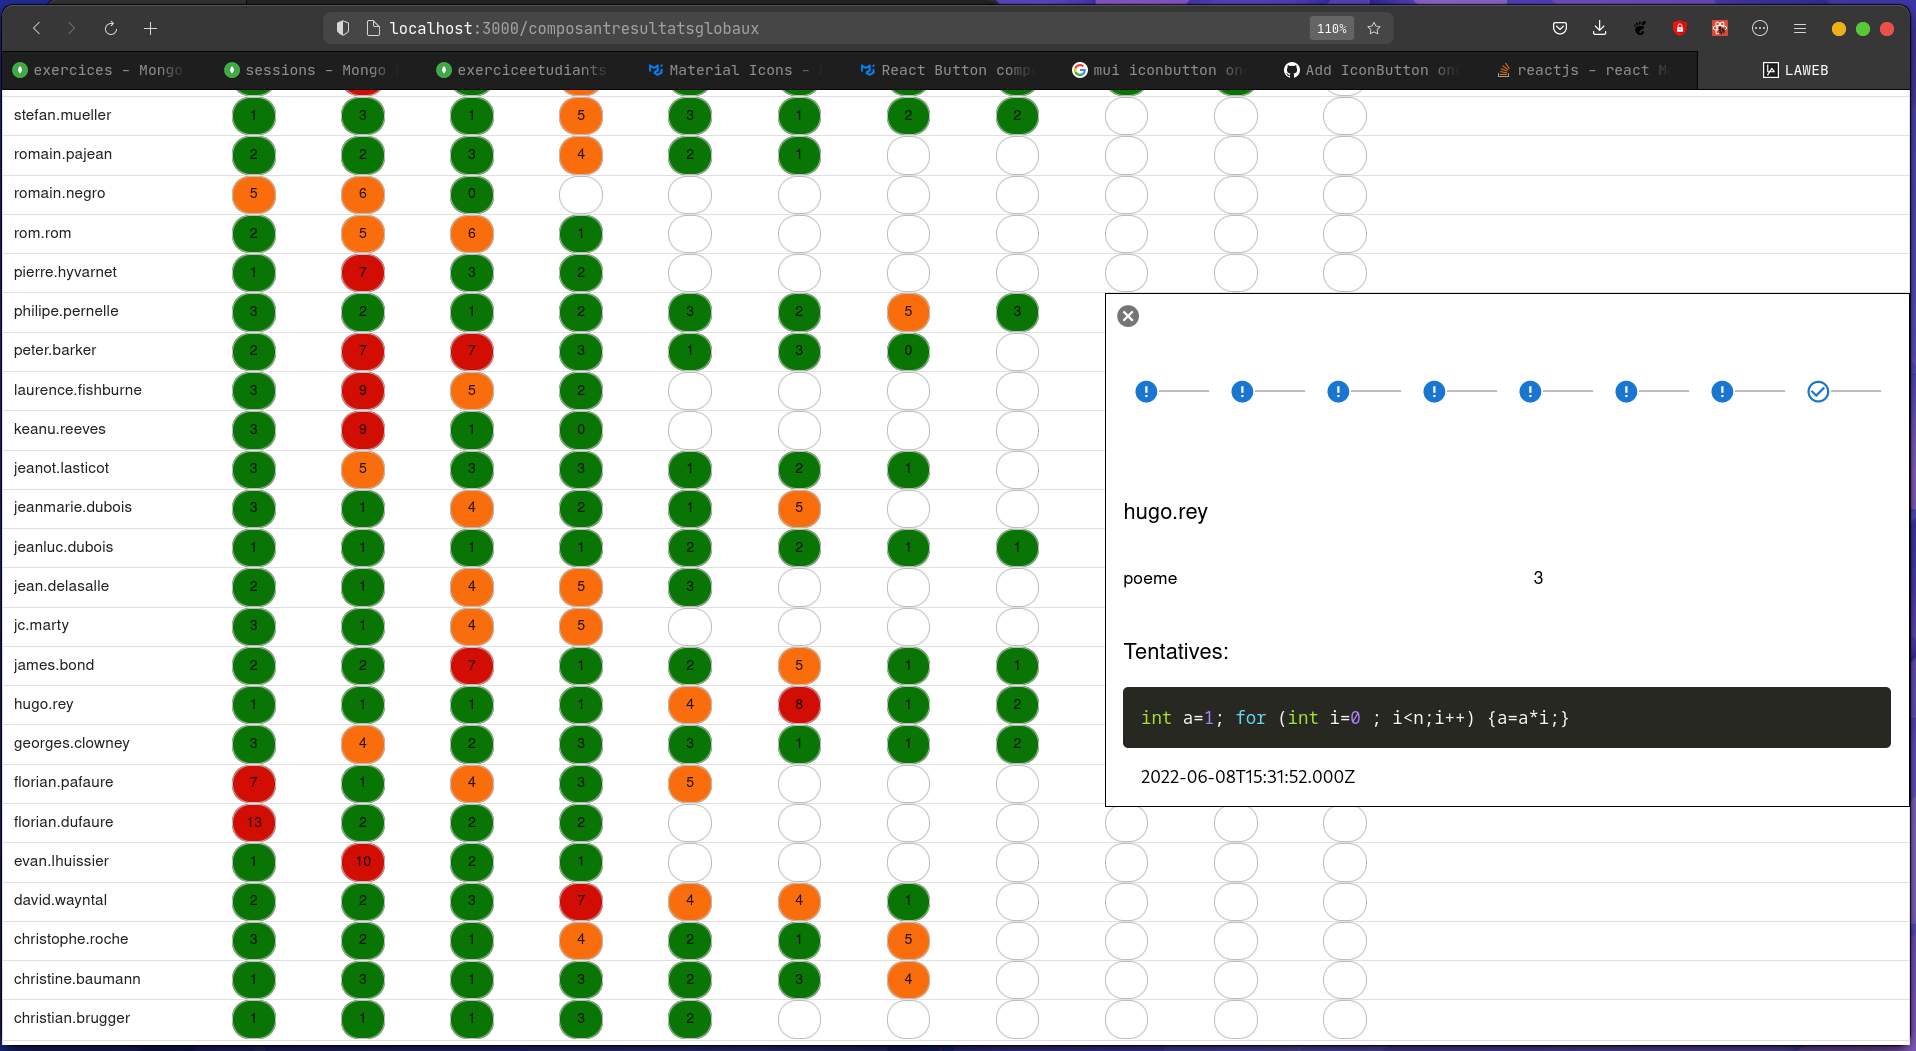 localhost:3000/composantresultatsglobaux 110%
exercices - Mongo sessions - Mongo exerciceetudiants Material Icons - React Button comp mui iconbutton on Add IconButton on reactjs - react M LAWEB
stefan.mueller 1 3 1 5 3 1 2 2
romain.pajean 2 2 3 4 2 1
romain.negro 5 6 0
rom.rom 2 5 6 1
pierre.hyvarnet 1 7 3 2
philipe.pernelle 3 2 1 2 3 2 5 3
peter.barker 2 7 7 3 1 3 0
laurence.fishburne 3 9 5 2
keanu.reeves 3 9 1 0
jeanot.lasticot 3 5 3 3 1 2 1
jeanmarie.dubois 3 1 4 2 1 5
jeanluc.dubois 1 1 1 1 2 2 1 1
jean.delasalle 2 1 4 5 3
jc.marty 3 1 4 5
james.bond 2 2 7 1 2 5 1 1
hugo.rey 1 1 1 1 4 8 1 2
georges.clowney 3 4 2 3 3 1 1 2
florian.pafaure 7 1 4 3 5
florian.dufaure 13 2 2 2
evan.lhuissier 1 10 2 1
david.wayntal 2 2 3 7 4 4 1
christophe.roche 3 2 1 4 2 1 5
christine.baumann 1 3 1 3 2 3 4
christian.brugger 1 1 1 3 2
hugo.rey
poeme 3
Tentatives:
int a=1; for (int i=0 ; i<n;i++) {a=a*i;}
2022-06-08T15:31:52.000Z